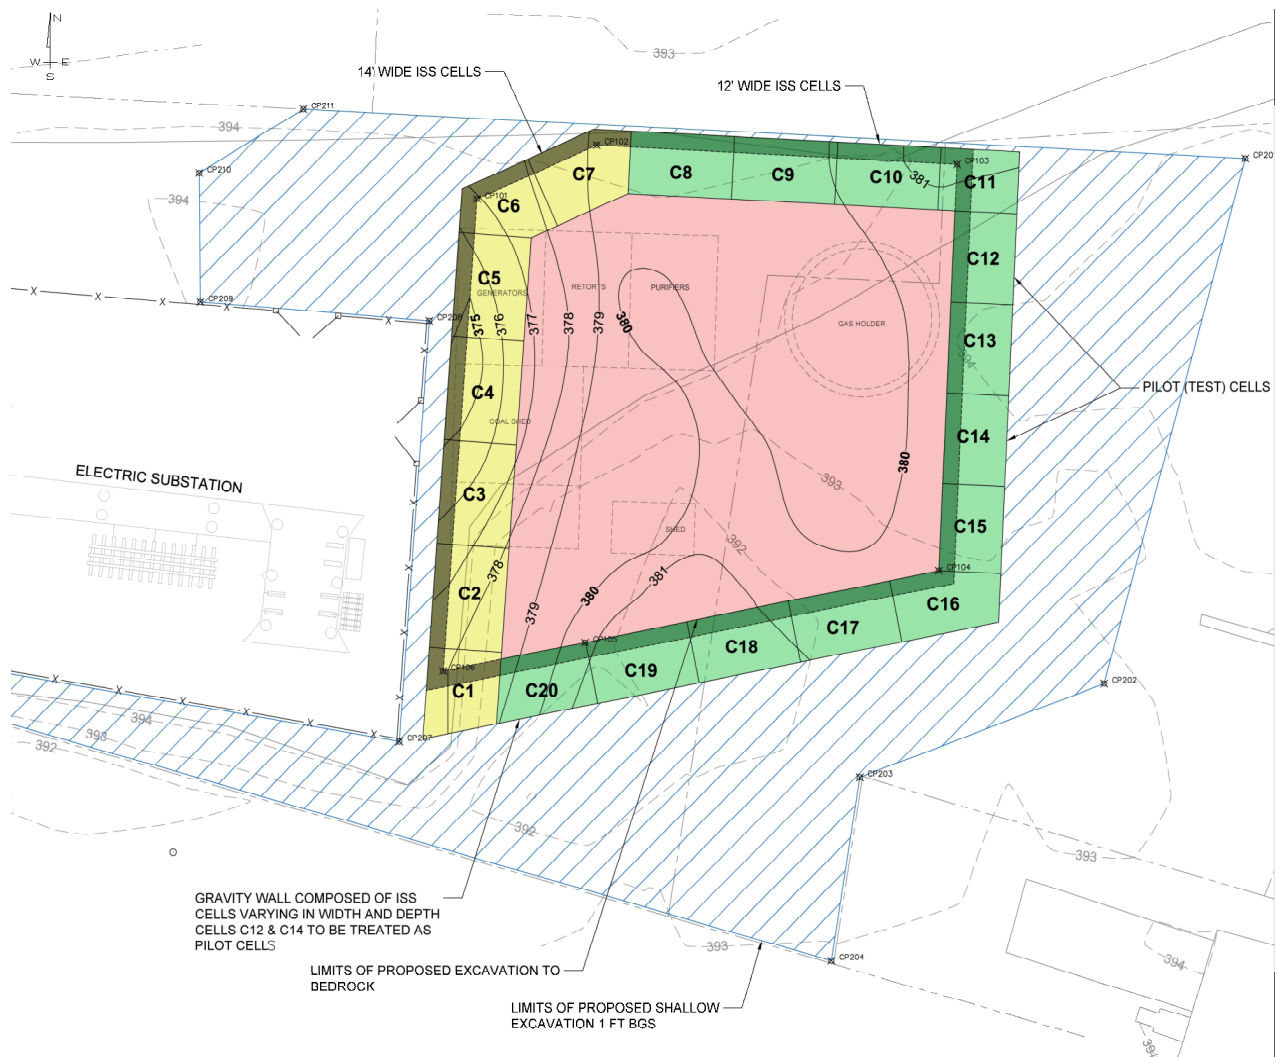 N
W E
S
393
14' WIDE ISS CELLS
12' WIDE ISS CELLS
CP211
394
CP102
CP103
CP20
C7
C8
C9
C10
381
C11
CP210
394
CP101
C6
C12
C5
GENERATORS
RETORTS
PURIFIERS
X X X X X
CP209
CP208
375
376
377
378
379
380
GAS HOLDER
C13
394
PILOT (TEST) CELLS
C4
COAL SHED
C14
380
ELECTRIC SUBSTATION
C3
393
C15
SHED
392
378
CP104
C2
379
380
381
C16
C17
CP105
C18
C19
CP106
C1
C20
CP202
X X X X X X
394
393
392
CP207
CP203
392
393
GRAVITY WALL COMPOSED OF ISS
CELLS VARYING IN WIDTH AND DEPTH
CELLS C12 & C14 TO BE TREATED AS
PILOT CELLS
393
CP204
394
LIMITS OF PROPOSED EXCAVATION TO
BEDROCK
LIMITS OF PROPOSED SHALLOW
EXCAVATION 1 FT BGS
394